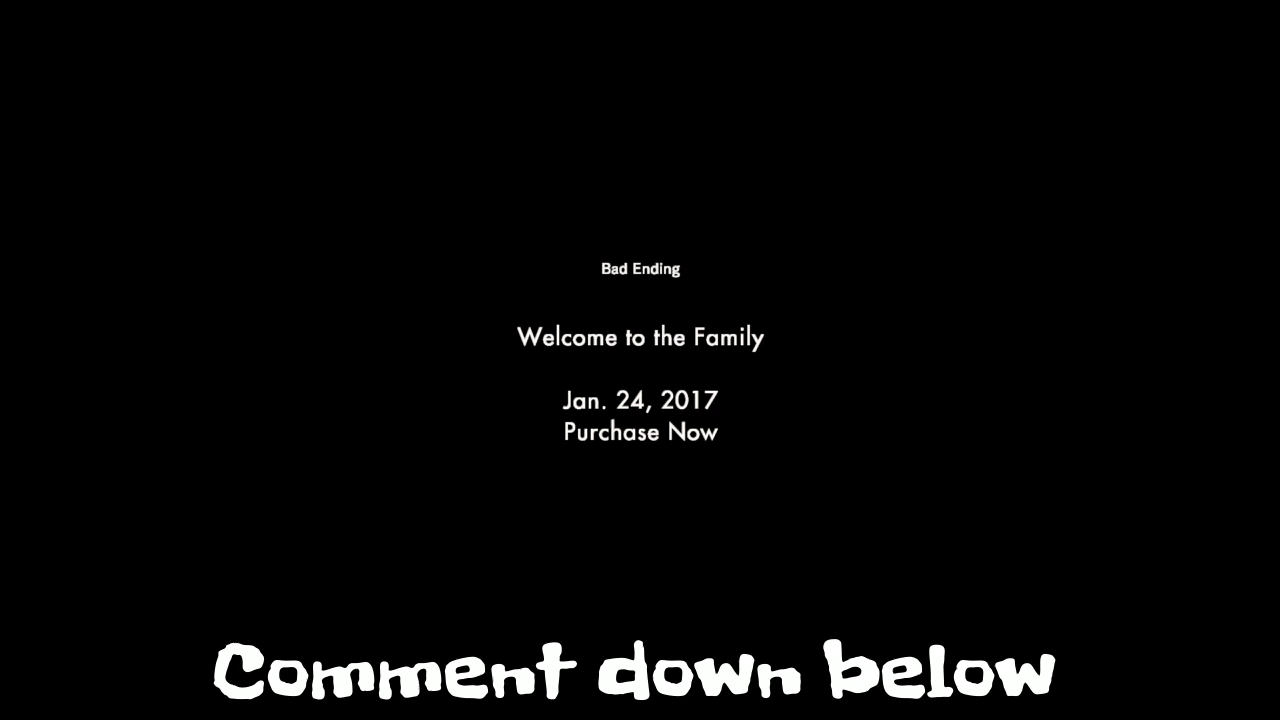 Bad Ending
Welcome to the Family
Jan. 24, 2017
Purchase Now
Comment down below